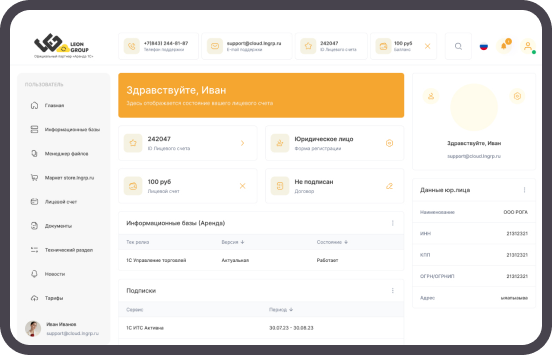 LEON
GROUP
Официальный партнер «Аренда 1С»
+7(843) 244-81-87
Телефон поддержки
support@cloud.lngrp.ru
E-mail поддержки
242047
ID Лицевого счета
100 руб
Баланс
ПОЛЬЗОВАТЕЛЬ
Главная
Информационные базы
Менеджер файлов
Маркет store.lngrp.ru
Лицевой счет
Документы
Технический раздел
Новости
Тарифы
Иван Иванов
support@cloud.lngrp.ru
Здравствуйте, Иван
Здесь отображается состояние вашего лицевого счета
242047
ID Лицевого счета
Юридическое лицо
Форма регистрации
100 руб
Лицевой счет
Не подписан
Договор
Информационные базы (Аренда)
Тип релиза Версия Состояние
1С Управление торговлей Актуальная Работает
Подписки
Сервис Период
1С ИТС Активна 30.07.23 - 30.08.23
Здравствуйте, Иван
support@cloud.lngrp.ru
Данные юр.лица
Наименование ООО РОГА
ИНН 21312321
КПП 21312321
ОГРН/ОГРНИП 21312321
Адрес